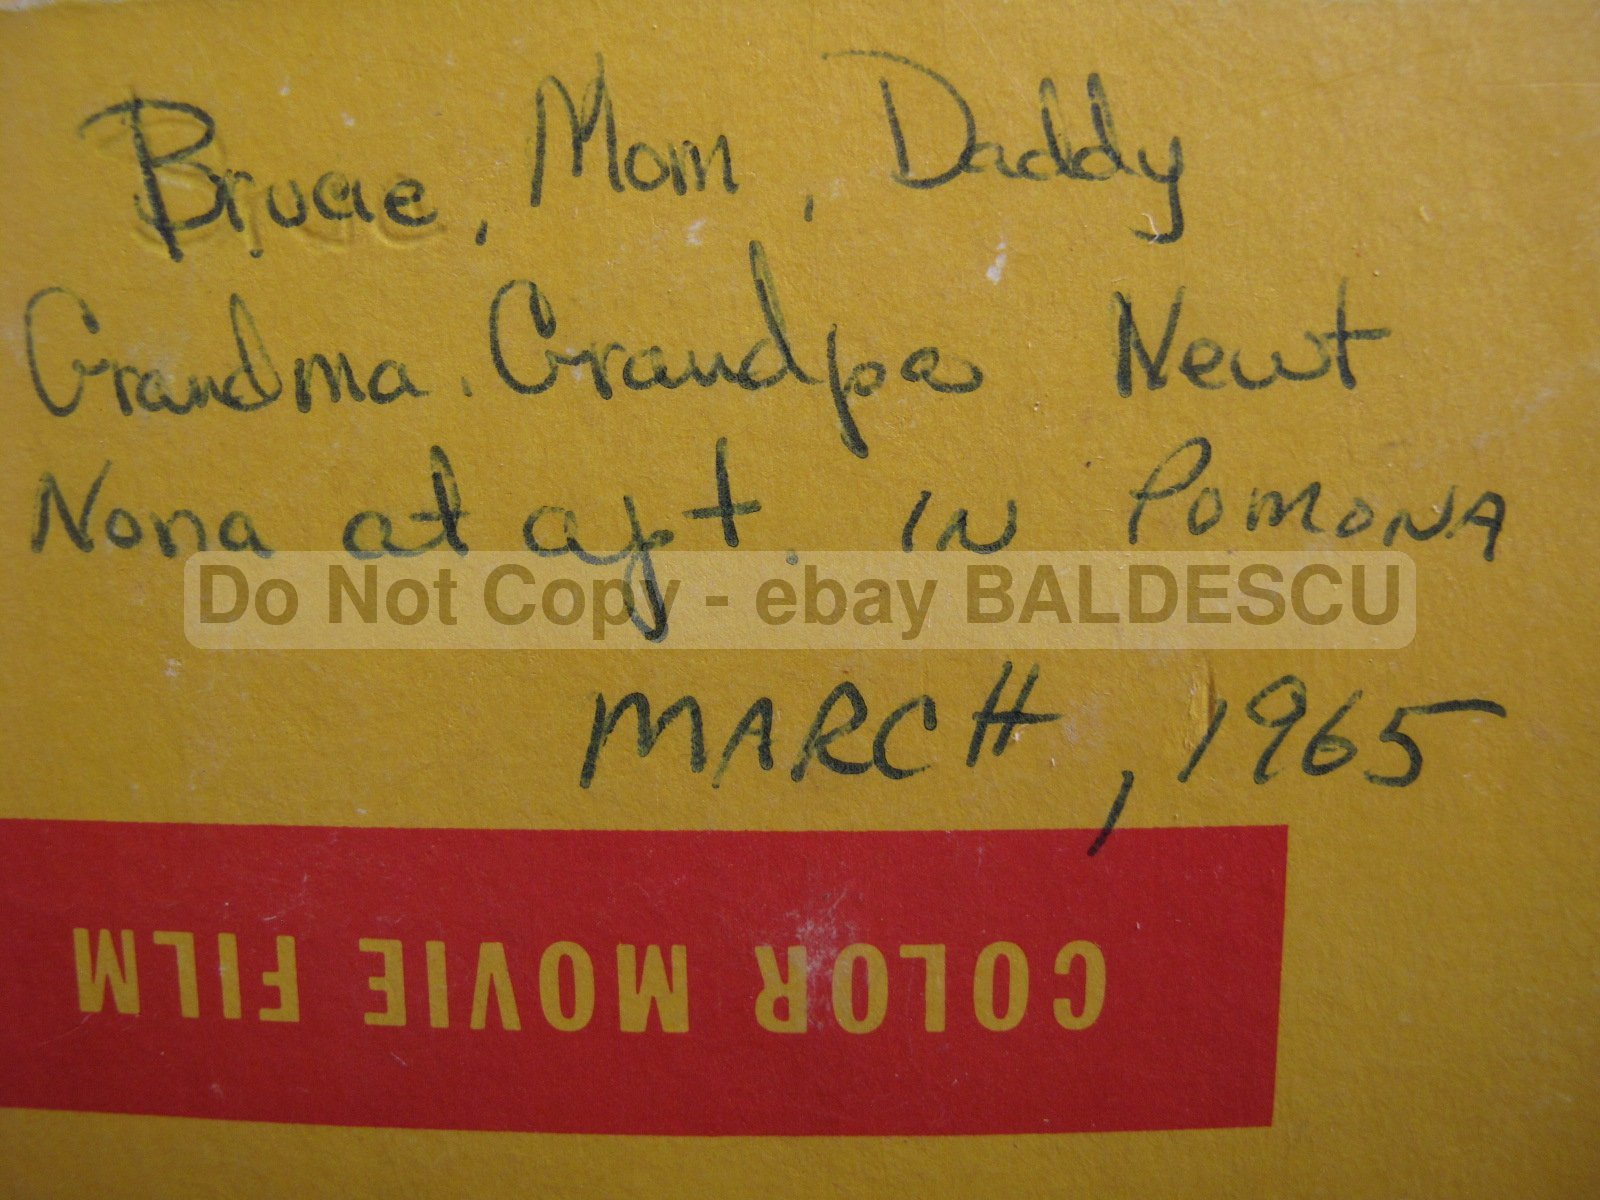 Brucie, Mom, Daddy
Grandma. Grandpa Newt
Nona at apt. IN POMONA
Do Not Copy - ebay BALDESCU
MARCH, 1965
COLOR MOVIE FILM